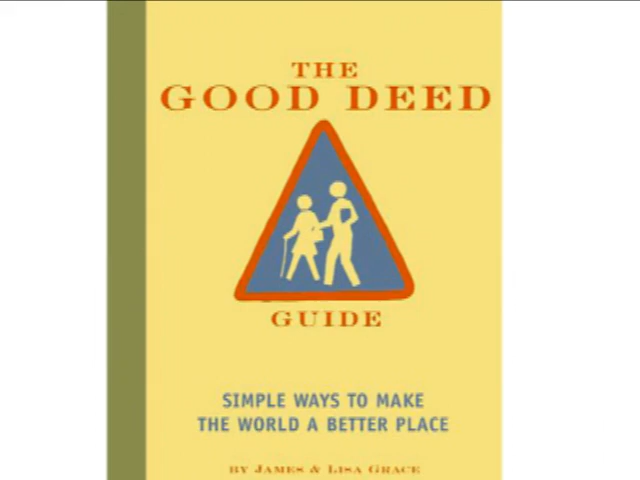 THE
GOOD DEED
GUIDE
SIMPLE WAYS TO MAKE
THE WORLD A BETTER PLACE
BY JAMES & LISA GRACE